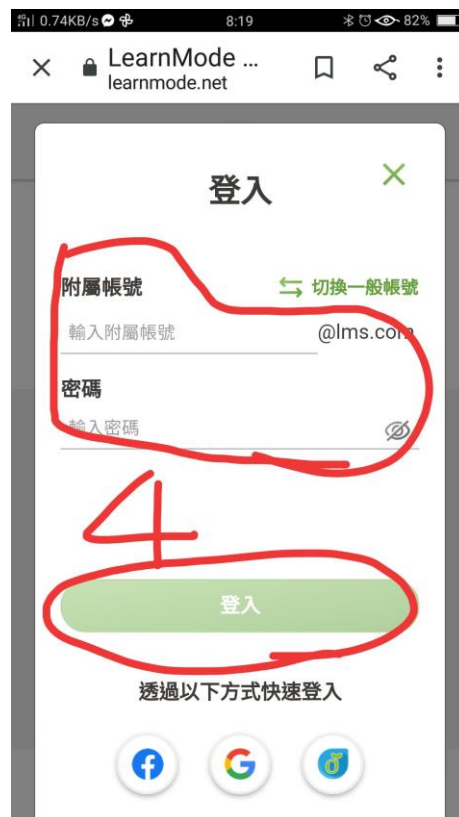 0.74KB/s 8:19 82%
LearnMode ...
learnmode.net
登入
附屬帳號 切換一般帳號
輸入附屬帳號 @lms.com
密碼
輸入密碼
4
登入
透過以下方式快速登入